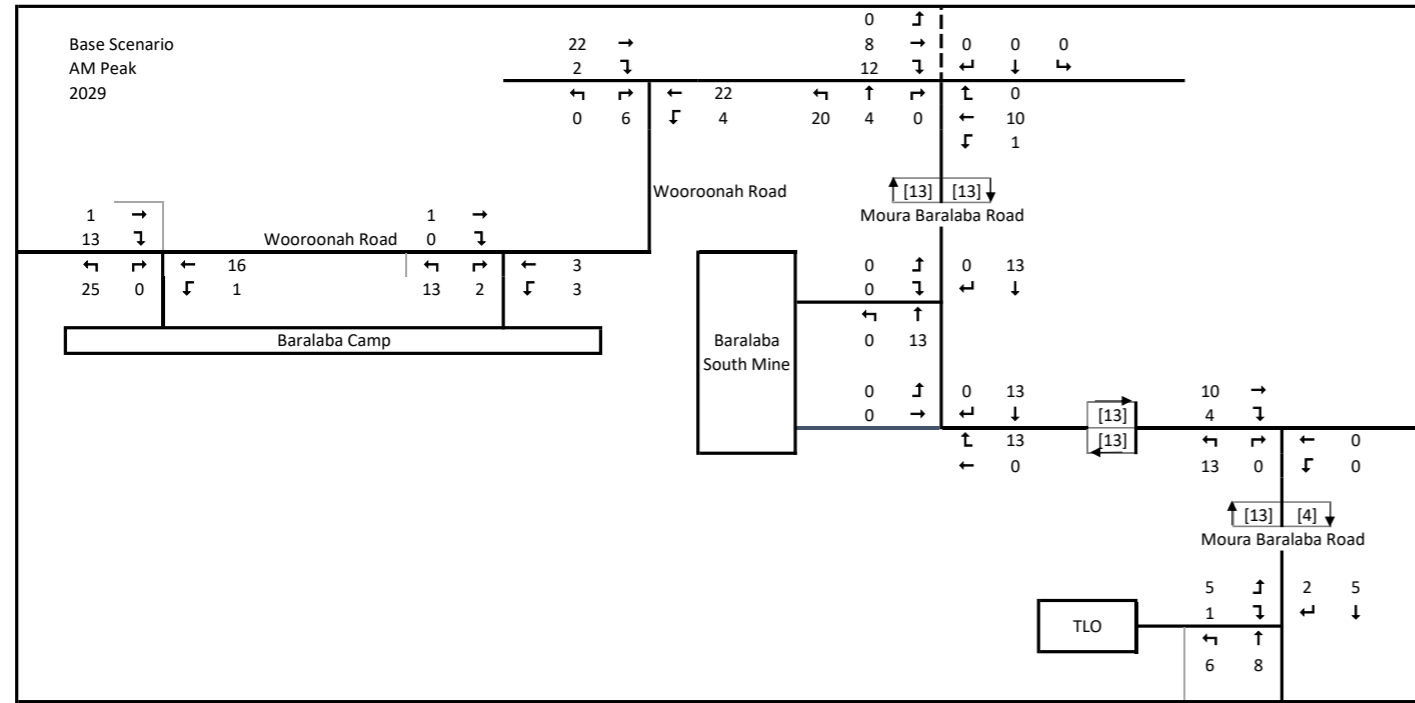 0 ⮥
Base Scenario 22 → 8 → 0 0 0
AM Peak 2 ↴ 12 ↴ ↵ ↓ ↳
2029 ↰ ↱ ← 22 ↰ ↑ ↱ ↥ 0
0 6 ↓ 4 20 4 0 ← 10
↓ 1
Wooroonah Road [13] [13]
1 → 1 → Moura Baralaba Road
13 ↴ Wooroonah Road 0 ↴
↰ ↱ ← 16 ↰ ↱ ← 3 0 ⮥ 0 13
25 0 ↓ 1 13 2 ↓ 3 0 ↴ ↵ ↓
↰ ↑
Baralaba Camp Baralaba 0 13
South Mine
0 ⮥ 0 13 10 →
0 → ↵ ↓ [13] 4 ↴
↥ 13 [13] ↰ ↱ ← 0
← 0 13 0 ↓ 0
[13] [4]
Moura Baralaba Road
5 ⮥ 2 5
TLO 1 ↴ ↵ ↓
↰ ↑
6 8